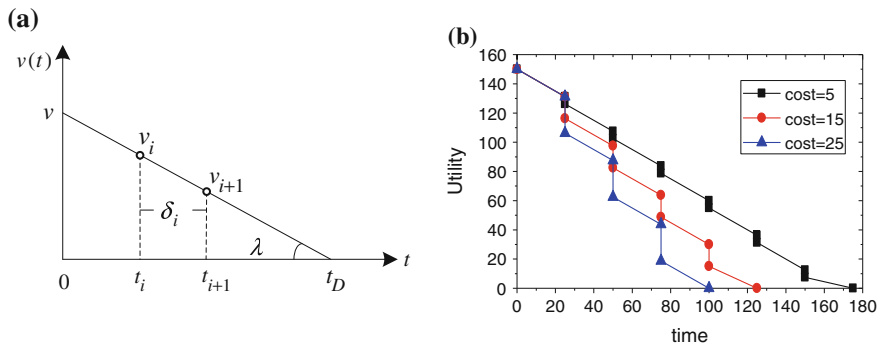 (a)
v(t)
v
v_i
v_{i+1}
δ_i
λ
0
t_i
t_{i+1}
t_D
t
(b)
160
140
120
100
80
60
40
20
0
Utility
cost=5
cost=15
cost=25
0 20 40 60 80 100 120 140 160 180
time